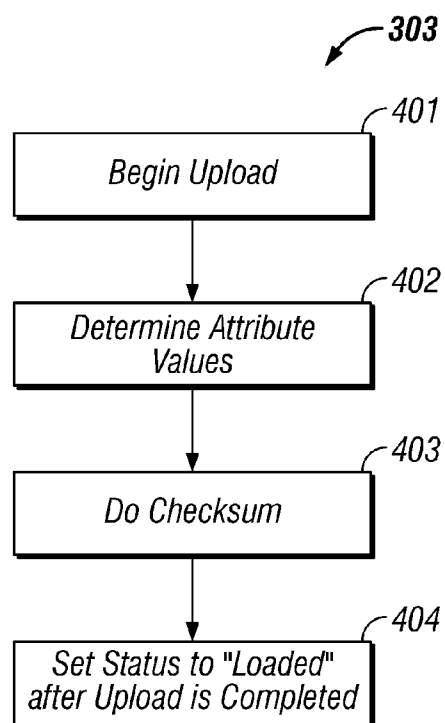 303
401
Begin Upload
402
Determine Attribute
Values
403
Do Checksum
404
Set Status to "Loaded"
after Upload is Completed